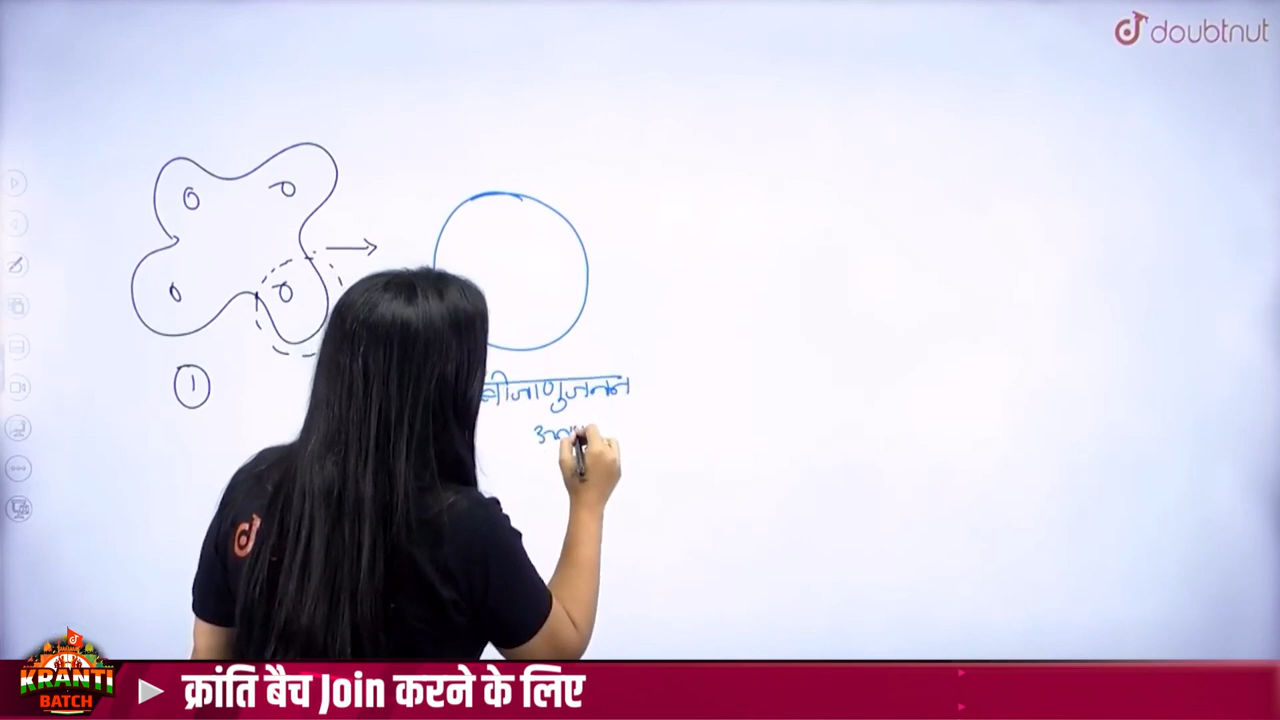 doubtnut
1
बीजाणुजनन
KRANTI
BATCH
क्रांति बैच Join करने के लिए